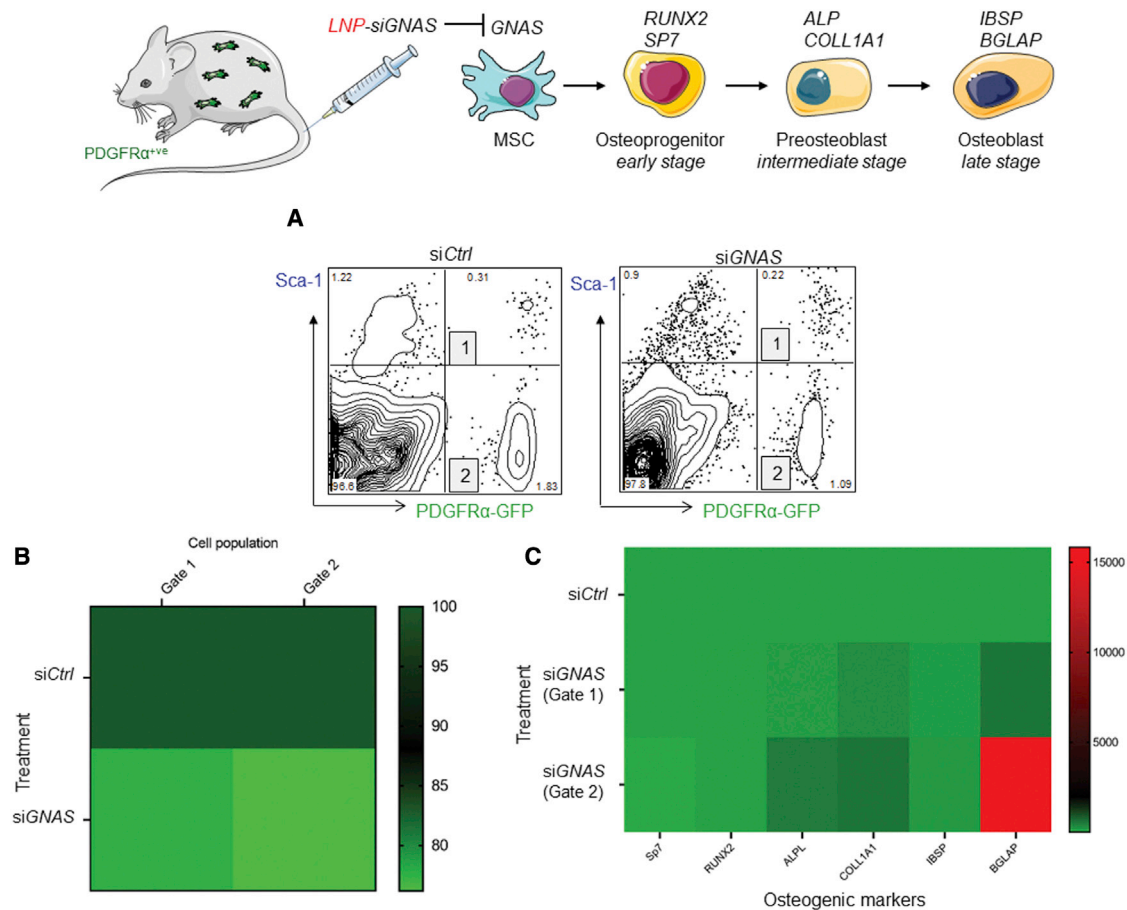 LNP-siGNAS
GNAS
RUNX2
SP7
ALP
COLL1A1
IBSP
BGLAP
PDGFRα+ve
MSC
Osteoprogenitor
early stage
Preosteoblast
intermediate stage
Osteoblast
late stage
A
siCtrl
siGNAS
Sca-1
1.22
0.31
1
2
96.6
1.83
PDGFRα-GFP
Sca-1
0.9
0.22
1
2
97.8
1.09
PDGFRα-GFP
B
Cell population
Gate 1
Gate 2
Treatment
siCtrl
siGNAS
100
95
90
85
80
C
Treatment
siCtrl
siGNAS
(Gate 1)
siGNAS
(Gate 2)
15000
10000
5000
Sp7
RUNX2
ALPL
COLL1A1
IBSP
BGLAP
Osteogenic markers